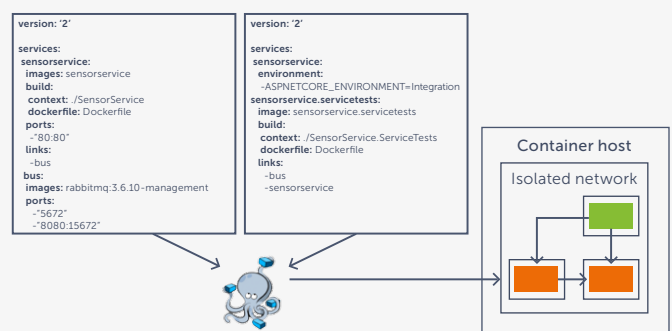 version: '2'
services:
sensorservice:
images: sensorservice
build:
context: ./SensorService
dockerfile: Dockerfile
ports:
-"80:80"
links:
-bus
bus:
images: rabbitmq:3.6.10-management
ports:
-"5672"
-"8080:15672"
version: '2'
services:
sensorservice:
environment:
-ASPNETCORE_ENVIRONMENT=Integration
sensorservice.servicetests:
image: sensorservice.servicetests
build:
context: ./SensorService.ServiceTests
dockerfile: Dockerfile
links:
-bus
-sensorservice
Container host
Isolated network